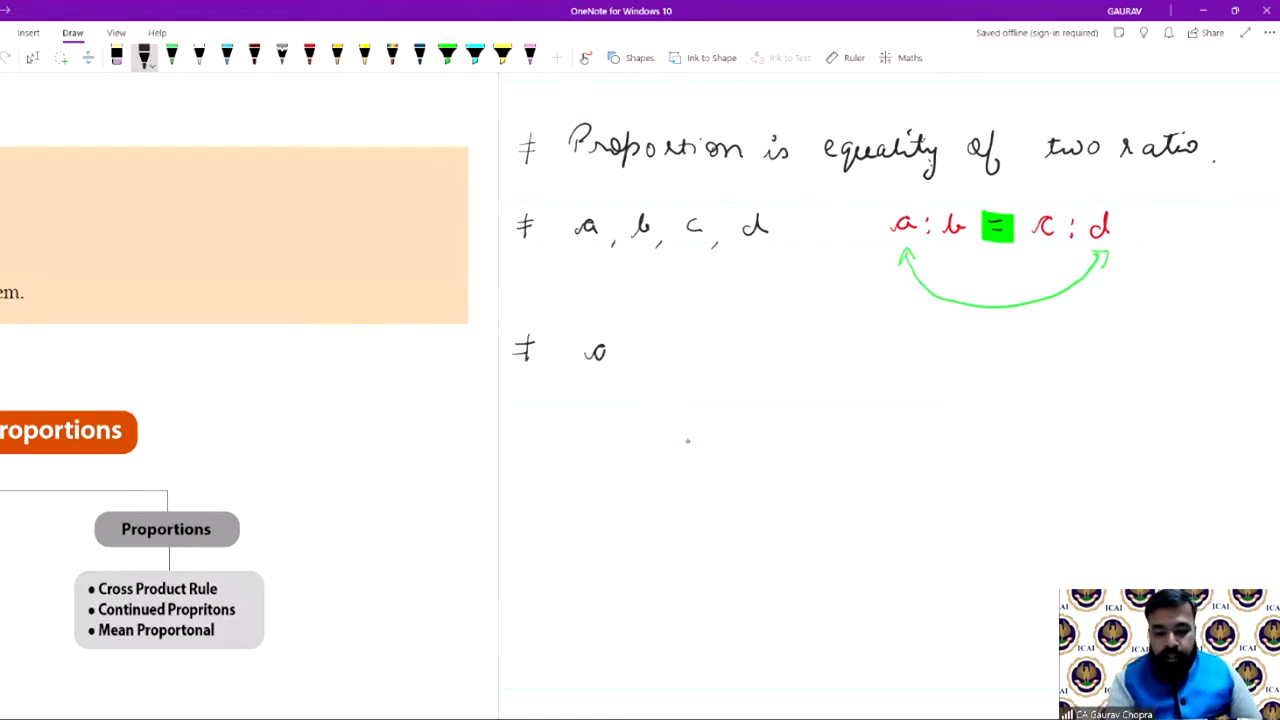 OneNote for Windows 10
GAURAV
Insert Draw View Help
Saved offline (sign-in required) Share
Shapes Ink to Shape Ink to Text Ruler Maths
≠ Proportion is equality of two ratio.
≠ a, b, c, d a : b = c : d
em.
≠ a
roportions
Proportions
• Cross Product Rule
• Continued Propritons
• Mean Proportonal
ICAI
CA Gaurav Chopra